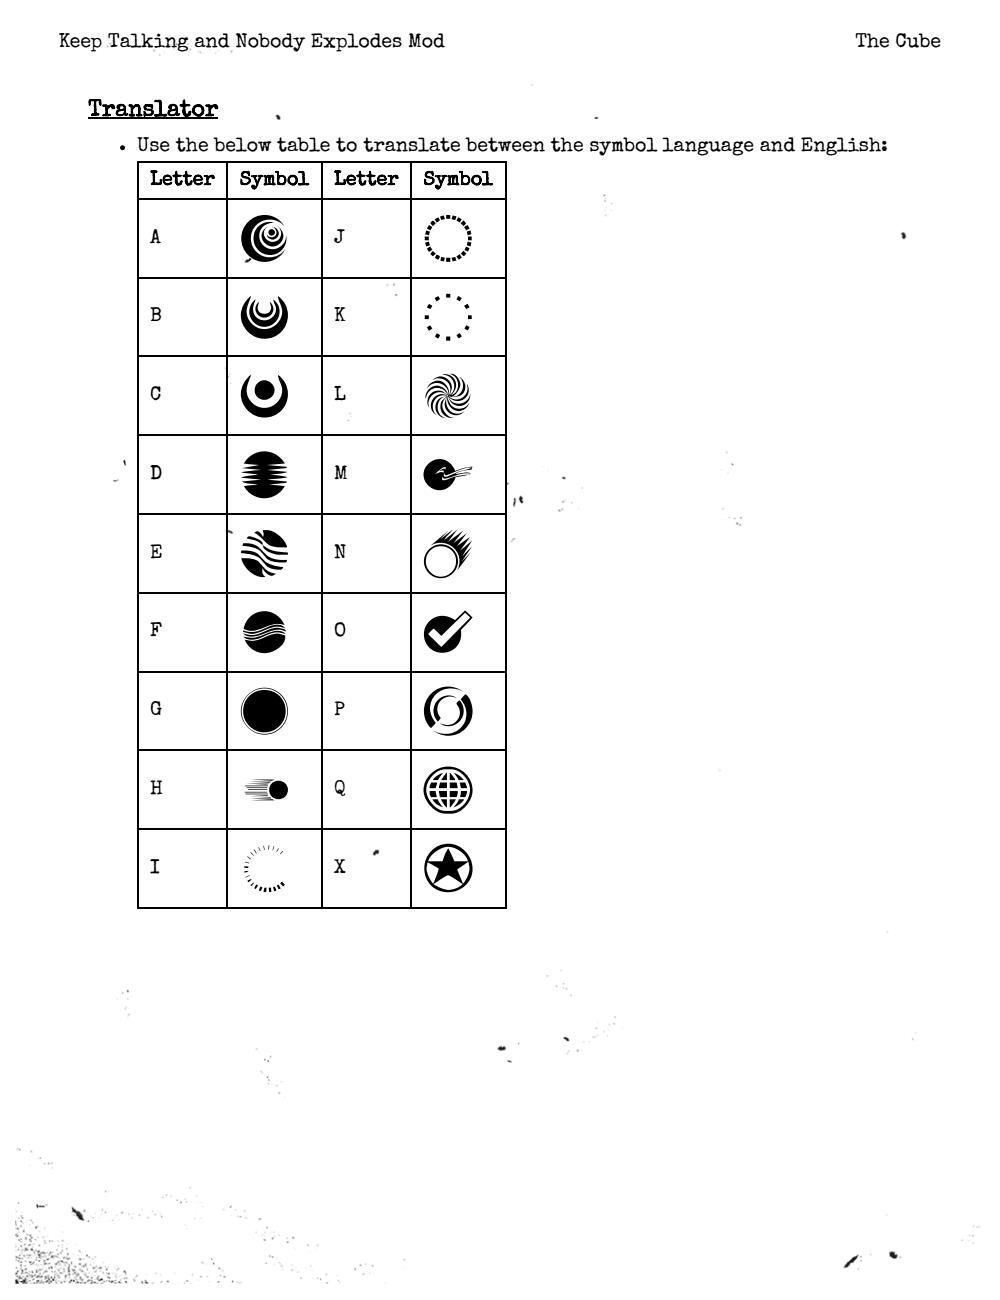 Keep Talking and Nobody Explodes Mod The Cube
Translator
• Use the below table to translate between the symbol language and English:
Letter Symbol Letter Symbol
A J
B K
C L
D M
E N
F O
G P
H Q
I X